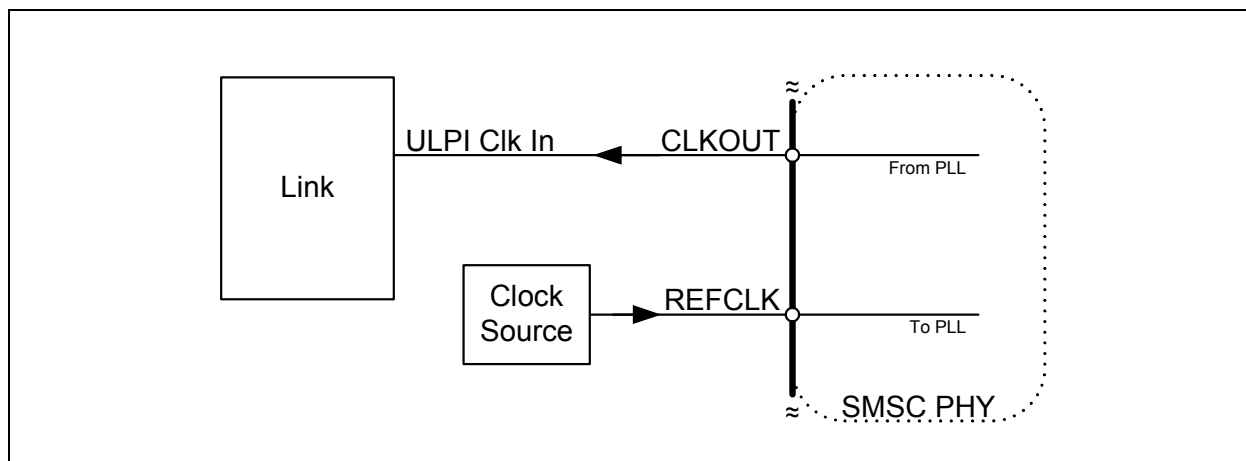 ULPI Clk In
CLKOUT
From PLL
Link
Clock
Source
REFCLK
To PLL
SMSC PHY